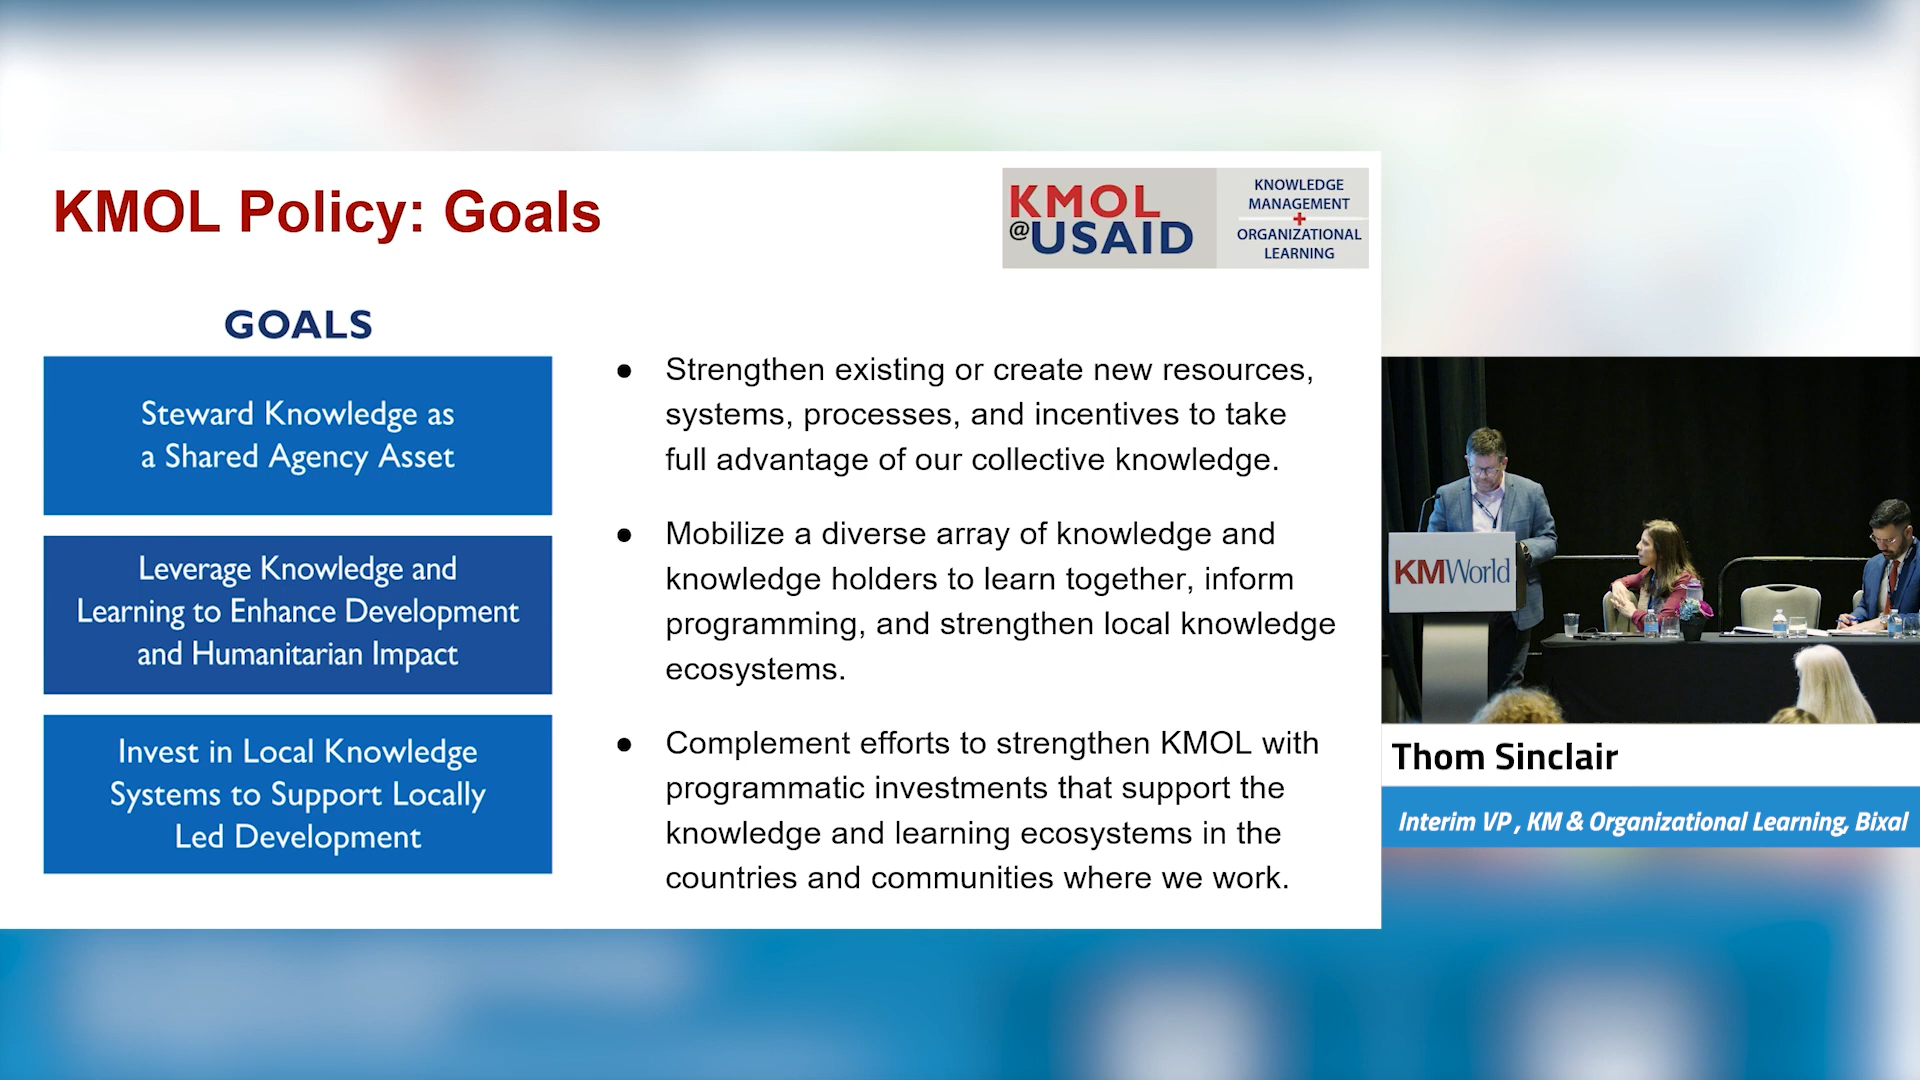 KMOL Policy: Goals
KMOL
@USAID
KNOWLEDGE
MANAGEMENT
+
ORGANIZATIONAL
LEARNING
GOALS
Steward Knowledge as
a Shared Agency Asset
Leverage Knowledge and
Learning to Enhance Development
and Humanitarian Impact
Invest in Local Knowledge
Systems to Support Locally
Led Development
● Strengthen existing or create new resources,
systems, processes, and incentives to take
full advantage of our collective knowledge.
● Mobilize a diverse array of knowledge and
knowledge holders to learn together, inform
programming, and strengthen local knowledge
ecosystems.
● Complement efforts to strengthen KMOL with
programmatic investments that support the
knowledge and learning ecosystems in the
countries and communities where we work.
KMWorld
Thom Sinclair
Interim VP , KM & Organizational Learning, Bixal